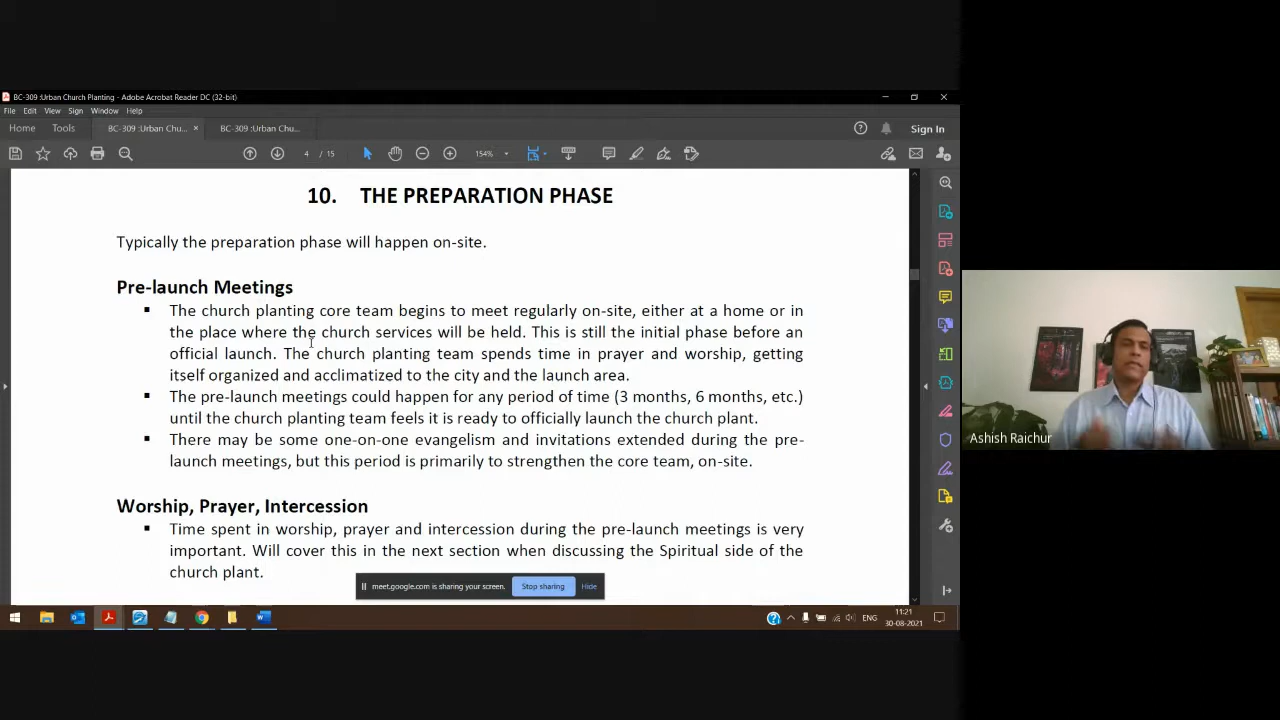 BC-309 :Urban Church Planting - Adobe Acrobat Reader DC (32-bit)
File Edit View Sign Window Help
Home Tools BC-309 :Urban Chu... × BC-309 :Urban Chu... Sign In
4 / 15 154%
10. THE PREPARATION PHASE
Typically the preparation phase will happen on-site.
Pre-launch Meetings
▪ The church planting core team begins to meet regularly on-site, either at a home or in
the place where the church services will be held. This is still the initial phase before an
official launch. The church planting team spends time in prayer and worship, getting
itself organized and acclimatized to the city and the launch area.
▪ The pre-launch meetings could happen for any period of time (3 months, 6 months, etc.)
until the church planting team feels it is ready to officially launch the church plant.
▪ There may be some one-on-one evangelism and invitations extended during the pre-
launch meetings, but this period is primarily to strengthen the core team, on-site.
Worship, Prayer, Intercession
▪ Time spent in worship, prayer and intercession during the pre-launch meetings is very
important. Will cover this in the next section when discussing the Spiritual side of the
church plant.
meet.google.com is sharing your screen. Stop sharing Hide
ENG
11:21
30-08-2021
Ashish Raichur